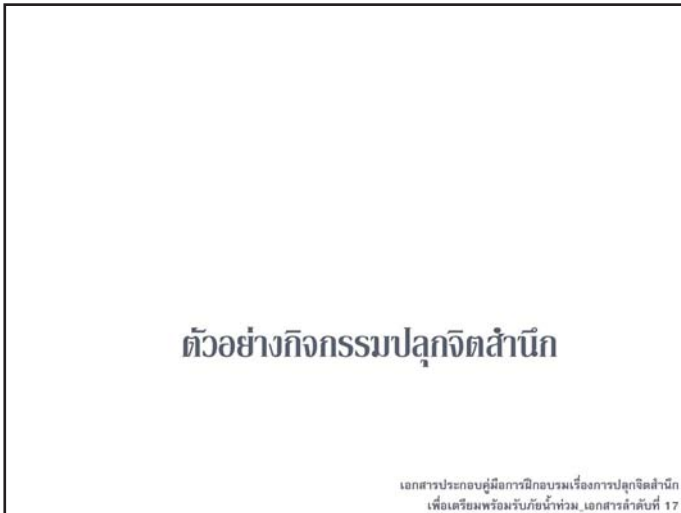 ตัวอย่างกิจกรรมปลุกจิตสำนึก
เอกสารประกอบคู่มือการฝึกอบรมเรื่องการปลุกจิตสำนึก
เพื่อเตรียมพร้อมรับภัยน้ำท่วม_เอกสารลำดับที่ 17